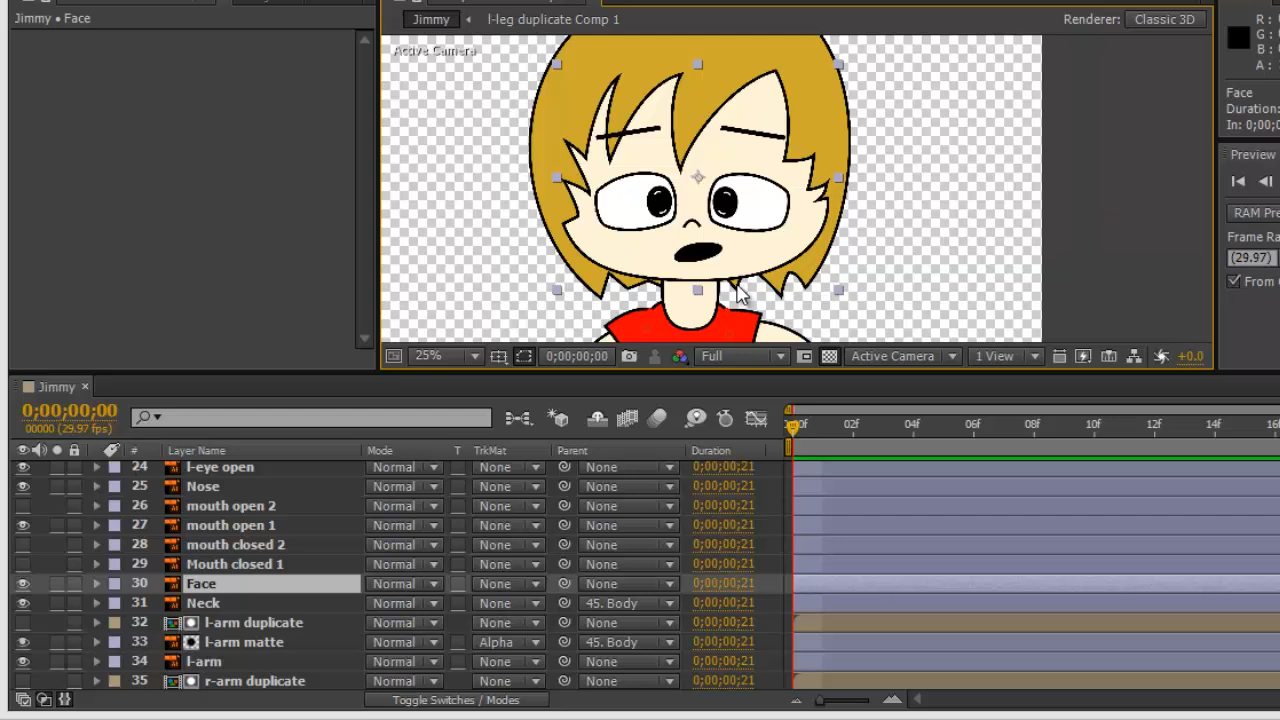 Jimmy • Face
Jimmy l-leg duplicate Comp 1 Renderer: Classic 3D
Active Camera
R :
G :
B :
A :
Face
Duration:
In: 0;00;
Preview
RAM Pr
Frame Ra
(29.97)
From
25% 0;00;00;00 Full Active Camera 1 View +0.0
Jimmy ×
0;00;00;00
00000 (29.97 fps)
00f 02f 04f 06f 08f 10f 12f 14f 16
# Layer Name Mode T TrkMat Parent Duration
24 l-eye open Normal None None 0;00;00;21
25 Nose Normal None None 0;00;00;21
26 mouth open 2 Normal None None 0;00;00;21
27 mouth open 1 Normal None None 0;00;00;21
28 mouth closed 2 Normal None None 0;00;00;21
29 Mouth closed 1 Normal None None 0;00;00;21
30 Face Normal None None 0;00;00;21
31 Neck Normal None 45. Body 0;00;00;21
32 l-arm duplicate Normal None None 0;00;00;21
33 l-arm matte Normal Alpha 45. Body 0;00;00;21
34 l-arm Normal None None 0;00;00;21
35 r-arm duplicate Normal None None 0;00;00;21
Toggle Switches / Modes